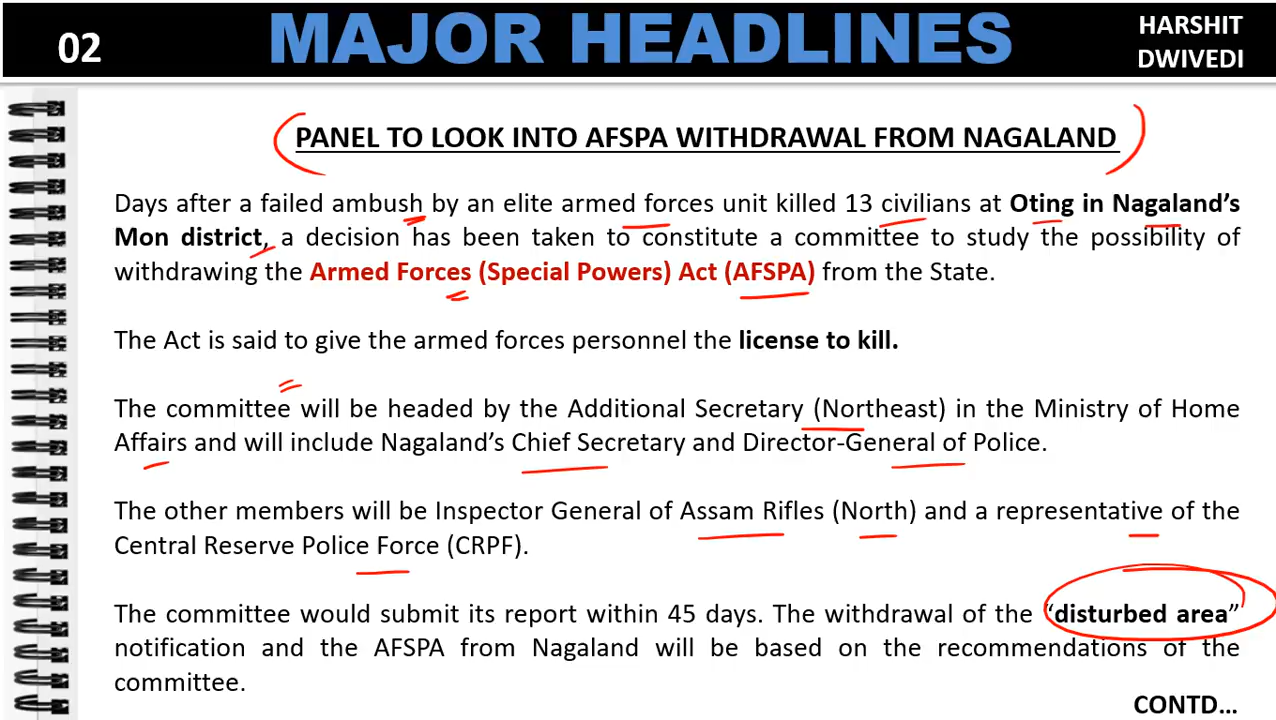 02
MAJOR HEADLINES
HARSHIT
DWIVEDI
PANEL TO LOOK INTO AFSPA WITHDRAWAL FROM NAGALAND
Days after a failed ambush by an elite armed forces unit killed 13 civilians at Oting in Nagaland's
Mon district, a decision has been taken to constitute a committee to study the possibility of
withdrawing the Armed Forces (Special Powers) Act (AFSPA) from the State.
The Act is said to give the armed forces personnel the license to kill.
The committee will be headed by the Additional Secretary (Northeast) in the Ministry of Home
Affairs and will include Nagaland's Chief Secretary and Director-General of Police.
The other members will be Inspector General of Assam Rifles (North) and a representative of the
Central Reserve Police Force (CRPF).
The committee would submit its report within 45 days. The withdrawal of the “disturbed area”
notification and the AFSPA from Nagaland will be based on the recommendations of the
committee.
CONTD...